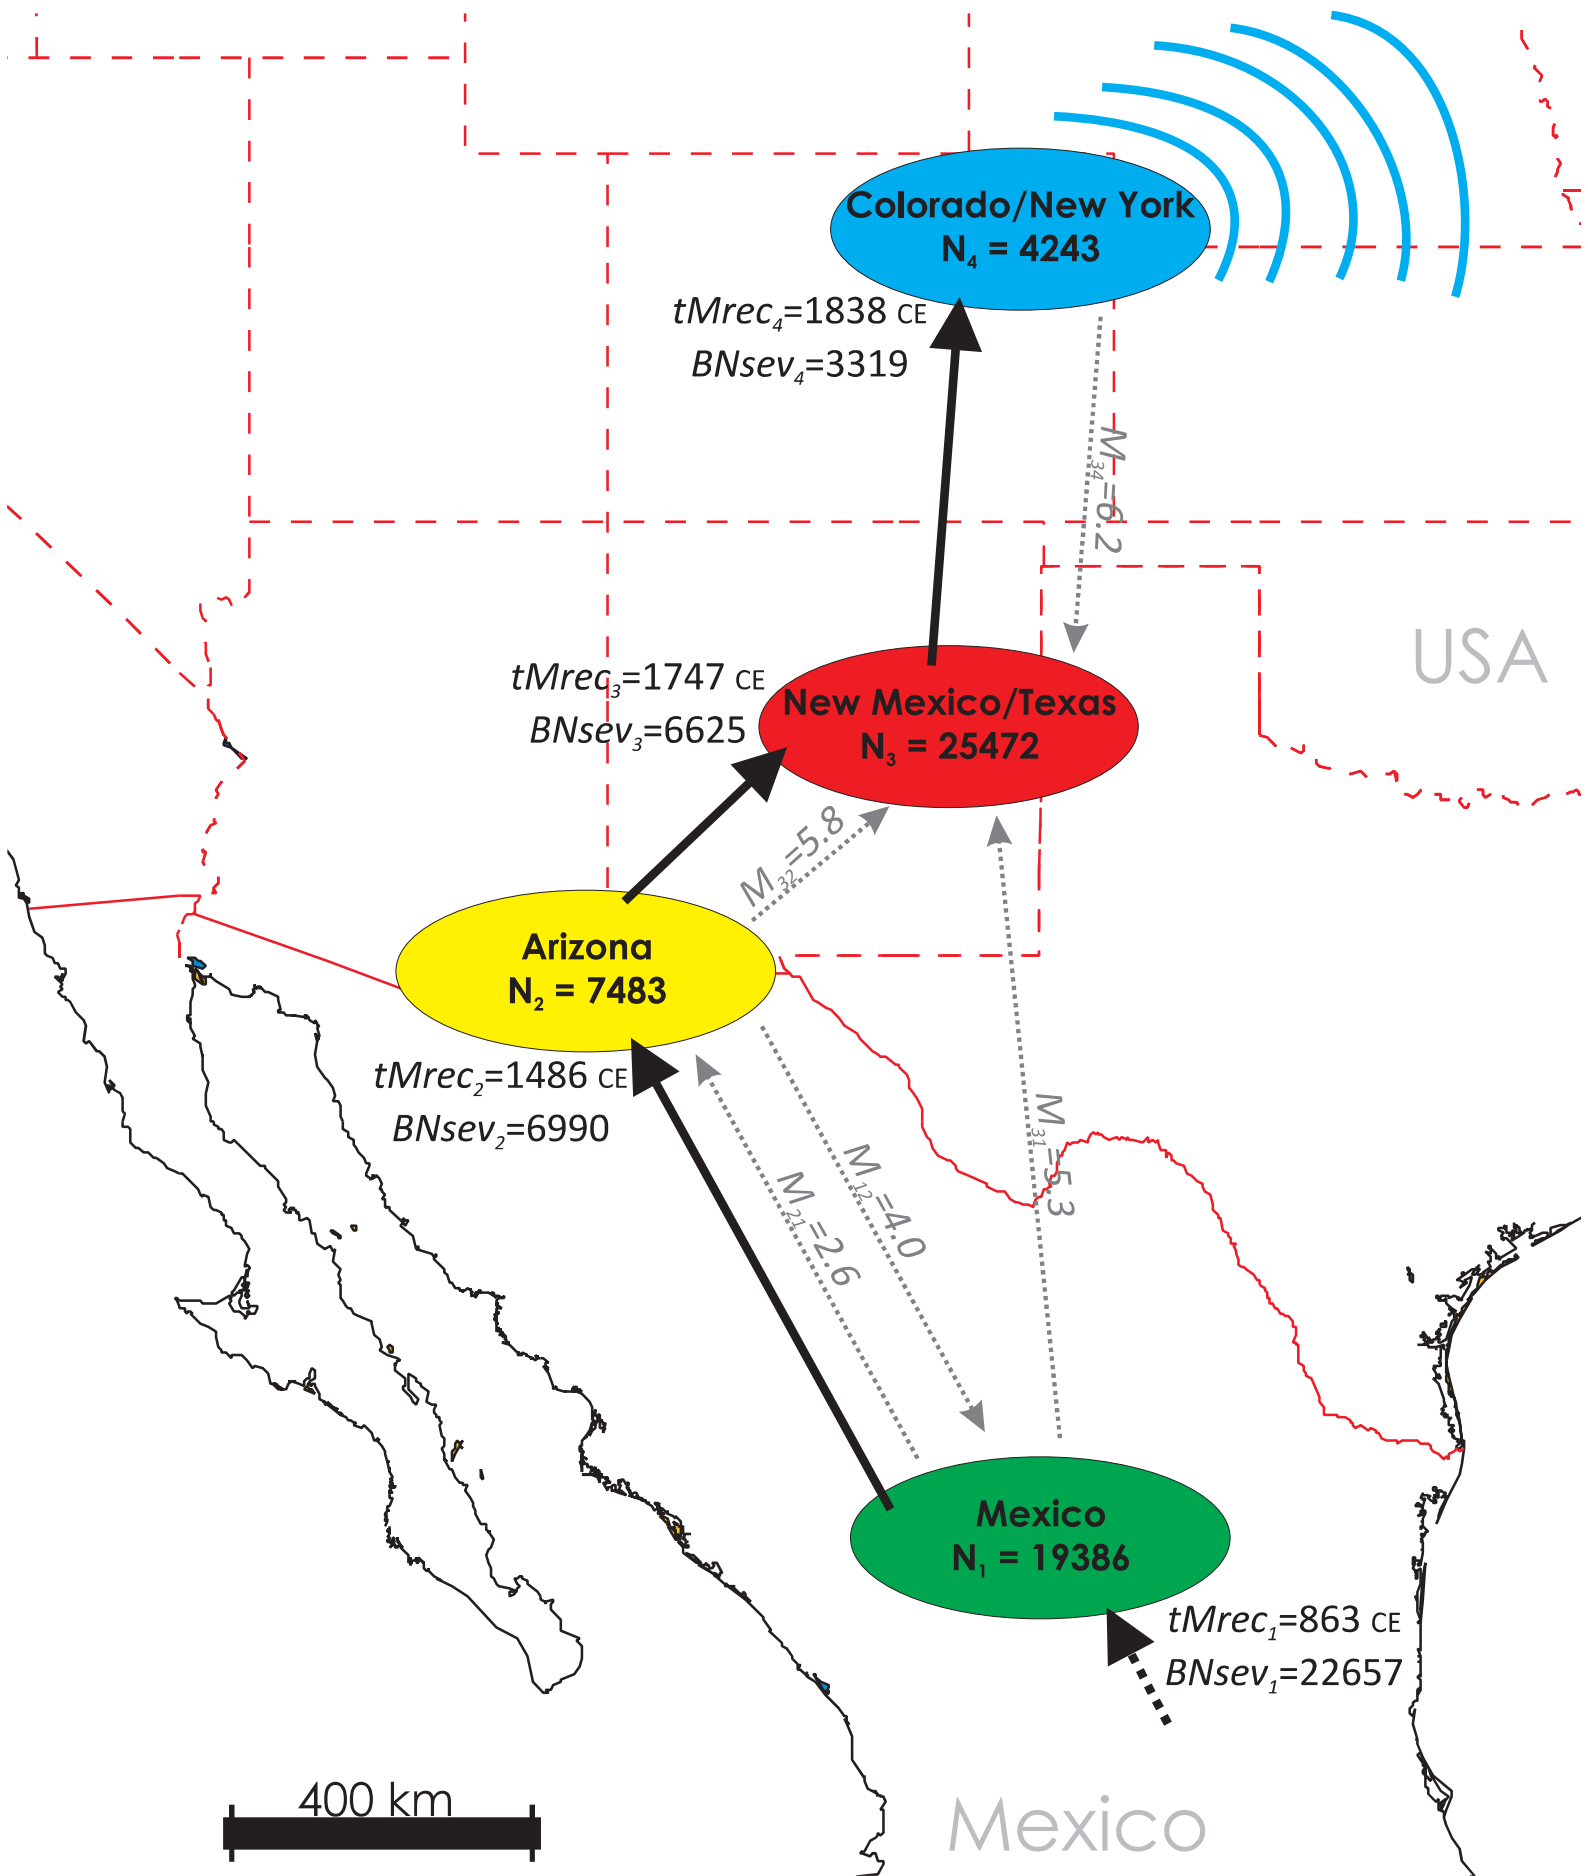 Colorado/New York
N₄ = 4243
tMrec₄=1838 CE
BNsev₄=3319
M₃₄=6.2
USA
tMrec₃=1747 CE
BNsev₃=6625
New Mexico/Texas
N₃ = 25472
M₃₂=5.8
Arizona
N₂ = 7483
tMrec₂=1486 CE
BNsev₂=6990
M₂₁=2.6
M₁₂=4.0
M₃₁=5.3
Mexico
N₁ = 19386
tMrec₁=863 CE
BNsev₁=22657
400 km
Mexico